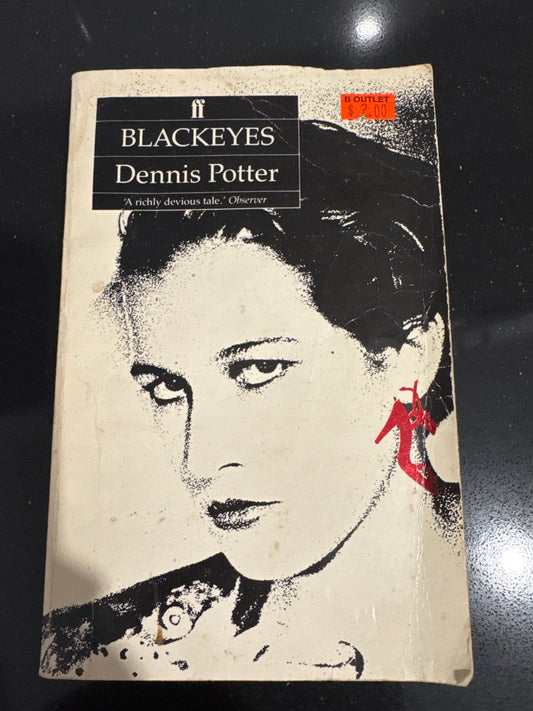 ff
BLACKEYES
Dennis Potter
'A richly devious tale.' Observer
B OUTLET
$ 2.00